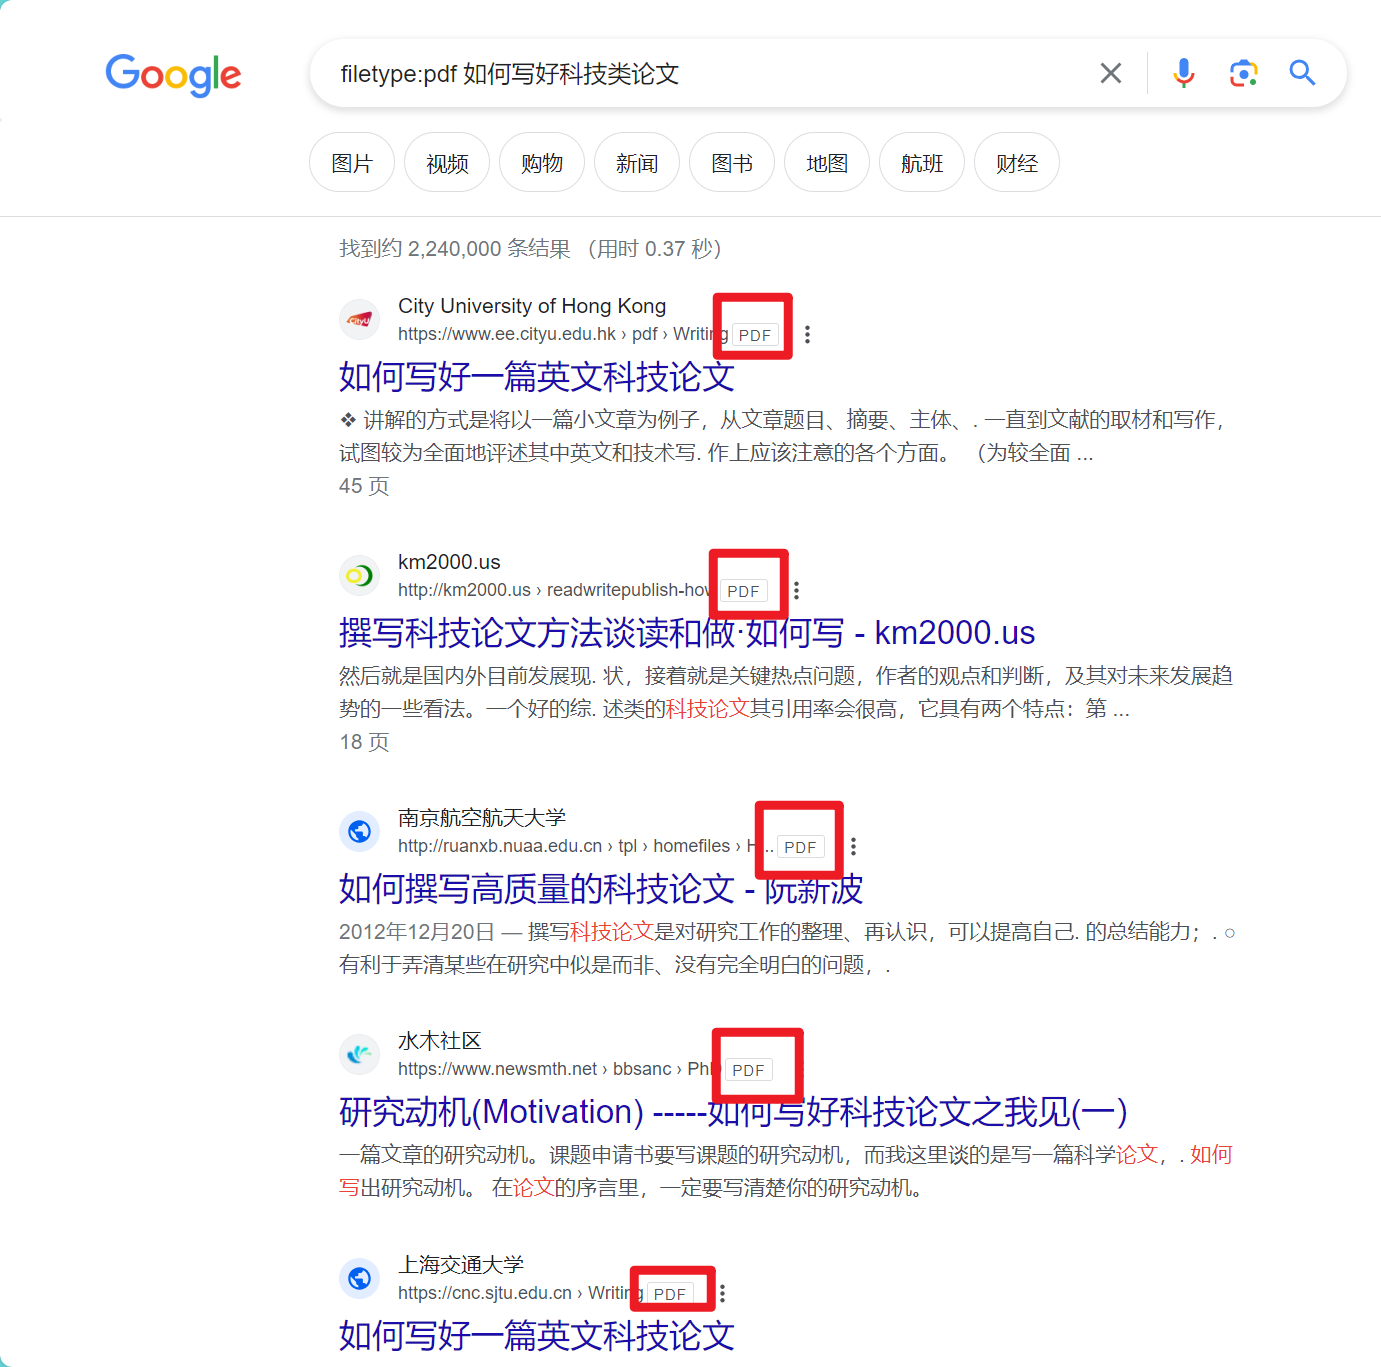 Google
filetype:pdf 如何写好科技类论文
图片 视频 购物 新闻 图书 地图 航班 财经
找到约 2,240,000 条结果 （用时 0.37 秒）
CityU
City University of Hong Kong
https://www.ee.cityu.edu.hk › pdf › Writing PDF
如何写好一篇英文科技论文
❖ 讲解的方式是将以一篇小文章为例子，从文章题目、摘要、主体、. 一直到文献的取材和写作，
试图较为全面地评述其中英文和技术写. 作上应该注意的各个方面。 （为较全面 ...
45 页
km2000.us
http://km2000.us › readwritepublish-how PDF
撰写科技论文方法谈读和做·如何写 - km2000.us
然后就是国内外目前发展现. 状，接着就是关键热点问题，作者的观点和判断，及其对未来发展趋
势的一些看法。一个好的综. 述类的科技论文其引用率会很高，它具有两个特点：第 ...
18 页
南京航空航天大学
http://ruanxb.nuaa.edu.cn › tpl › homefiles › H... PDF
如何撰写高质量的科技论文 - 阮新波
2012年12月20日 — 撰写科技论文是对研究工作的整理、再认识，可以提高自己. 的总结能力；. ○
有利于弄清某些在研究中似是而非、没有完全明白的问题，.
水木社区
https://www.newsmth.net › bbsanc › PhD PDF
研究动机(Motivation) -----如何写好科技论文之我见(一)
一篇文章的研究动机。课题申请书要写课题的研究动机，而我这里谈的是写一篇科学论文，. 如何
写出研究动机。 在论文的序言里，一定要写清楚你的研究动机。
上海交通大学
https://cnc.sjtu.edu.cn › Writing PDF
如何写好一篇英文科技论文